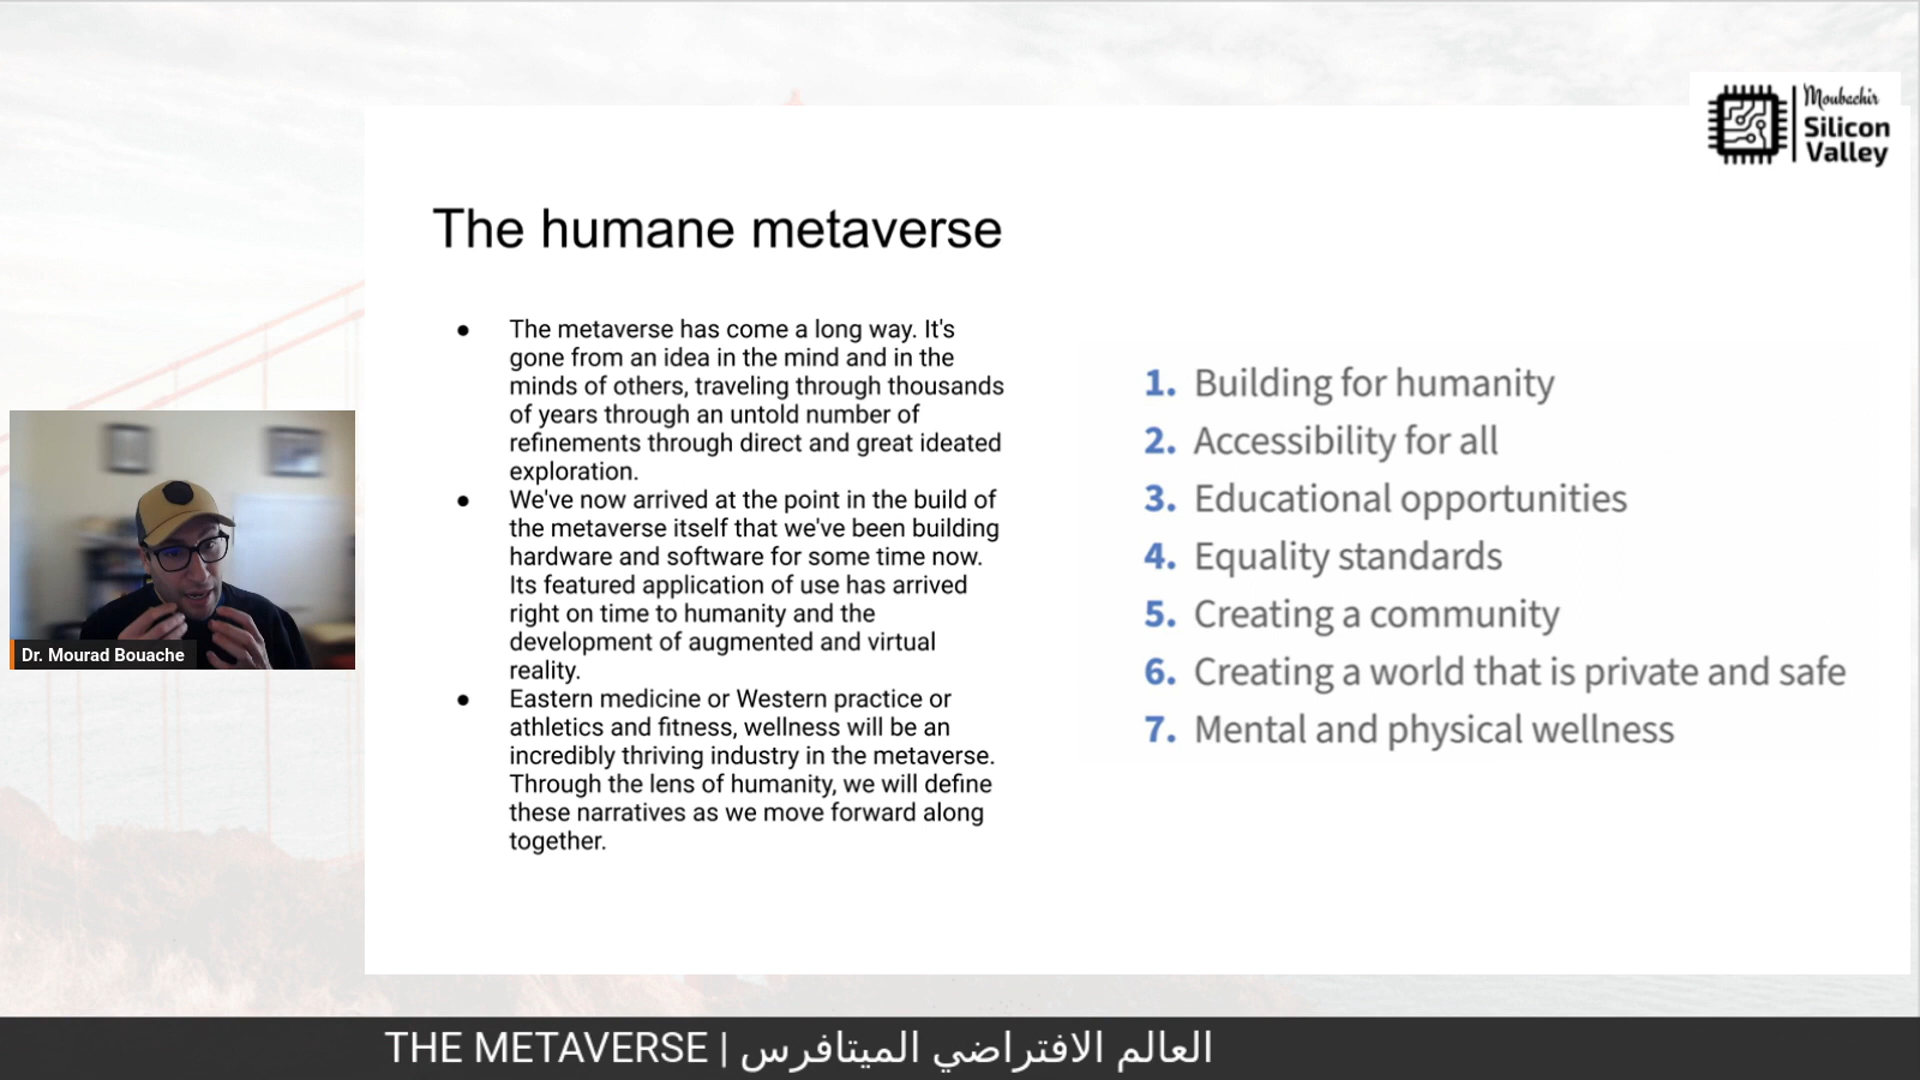 Moubachir
Silicon
Valley
The humane metaverse
● The metaverse has come a long way. It's
gone from an idea in the mind and in the
minds of others, traveling through thousands
of years through an untold number of
refinements through direct and great ideated
exploration.
● We've now arrived at the point in the build of
the metaverse itself that we've been building
hardware and software for some time now.
Its featured application of use has arrived
right on time to humanity and the
development of augmented and virtual
reality.
● Eastern medicine or Western practice or
athletics and fitness, wellness will be an
incredibly thriving industry in the metaverse.
Through the lens of humanity, we will define
these narratives as we move forward along
together.
1. Building for humanity
2. Accessibility for all
3. Educational opportunities
4. Equality standards
5. Creating a community
6. Creating a world that is private and safe
7. Mental and physical wellness
Dr. Mourad Bouache
THE METAVERSE | العالم الافتراضي الميتافرس